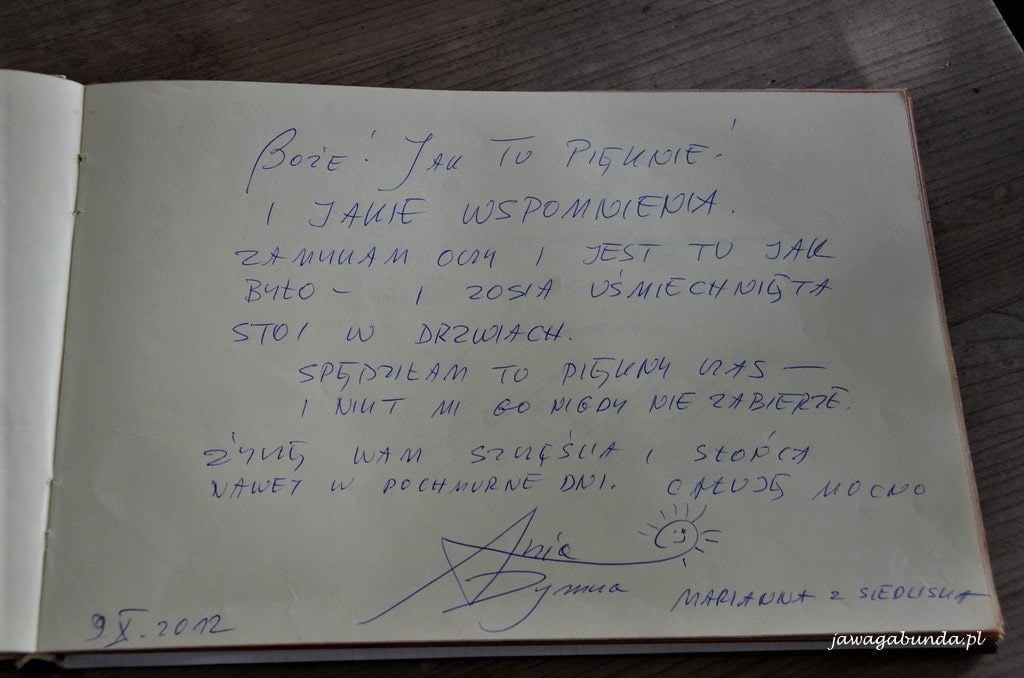 Boże! Jak tu pięknie!
I JAKIE WSPOMNIENIA.
ZAMYKAM OCZY I JEST TU JAK
BYŁO – I ZOSIA UŚMIECHNIĘTA
STOI W DRZWIACH.
SPĘDZIŁAM TU PIĘKNY CZAS –
I NIKT MI GO NIGDY NIE ZABIERZE.
ŻYCZĘ WAM SZCZĘŚCIA I SŁOŃCA
NAWET W POCHMURNE DNI. CAŁUJĘ MOCNO
Ania
Dymna
MARIANNA Z SIEDLISKA
9.X.2012
jawagabunda.pl